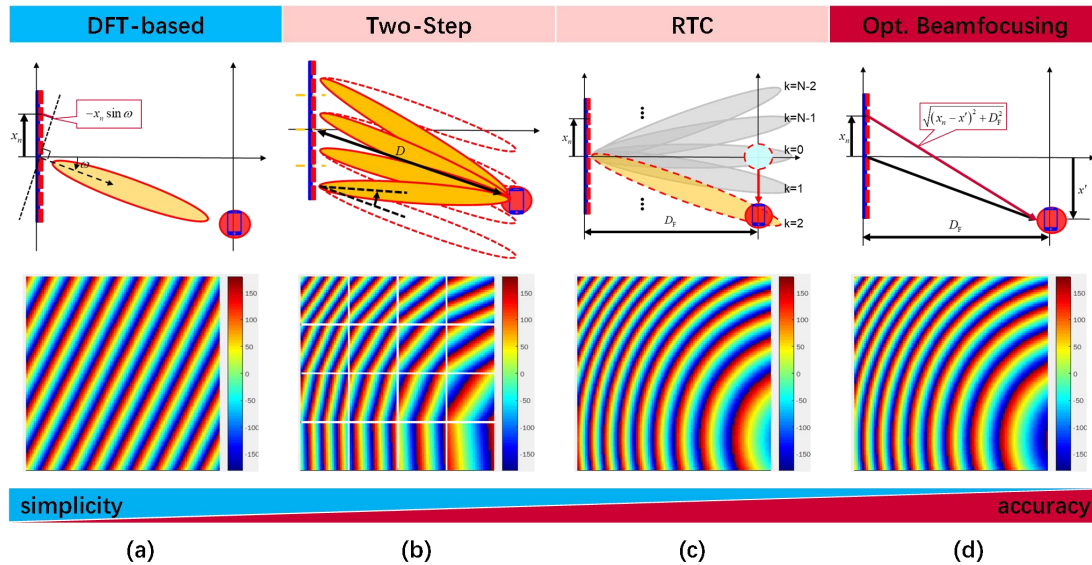 DFT-based Two-Step RTC Opt. Beamfocusing
−x_n sin ω
x_n
ω
D
k=N-2
k=N-1
k=0
k=1
k=2
x_n
D_F
√((x_n − x′)² + D_F²)
x_n
x′
D_F
150
100
50
0
-50
-100
-150
150
100
50
0
-50
-100
-150
150
100
50
0
-50
-100
-150
150
100
50
0
-50
-100
-150
simplicity accuracy
(a) (b) (c) (d)